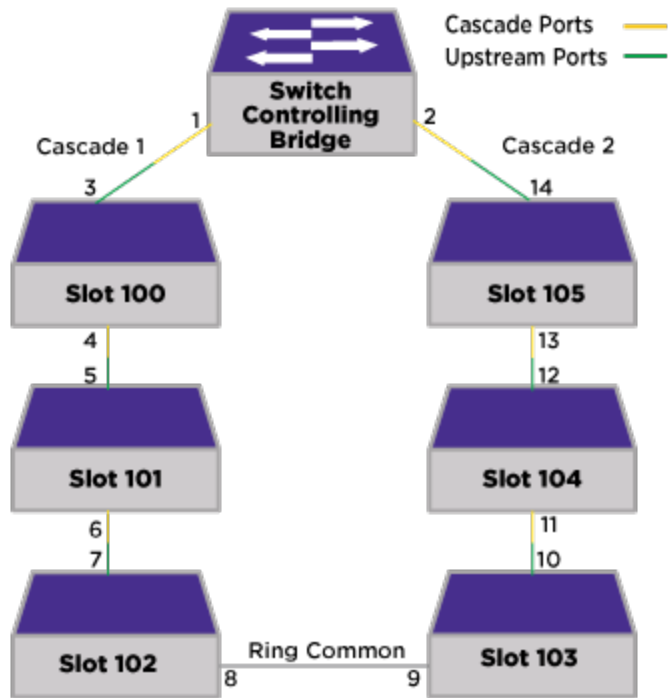 Cascade Ports
Upstream Ports
Switch
Controlling
Bridge
1
2
Cascade 1
Cascade 2
3
14
Slot 100
Slot 105
4
13
5
12
Slot 101
Slot 104
6
11
7
10
Slot 102
Ring Common
Slot 103
8
9